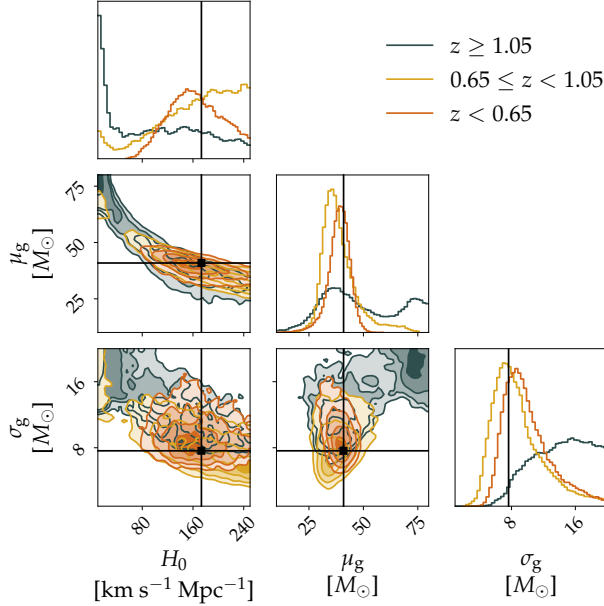 z ≥ 1.05
0.65 ≤ z < 1.05
z < 0.65
75
50
25
μg
[M⊙]
16
8
σg
[M⊙]
80 160 240
25 50 75
8 16
H0
[km s−1 Mpc−1]
μg
[M⊙]
σg
[M⊙]